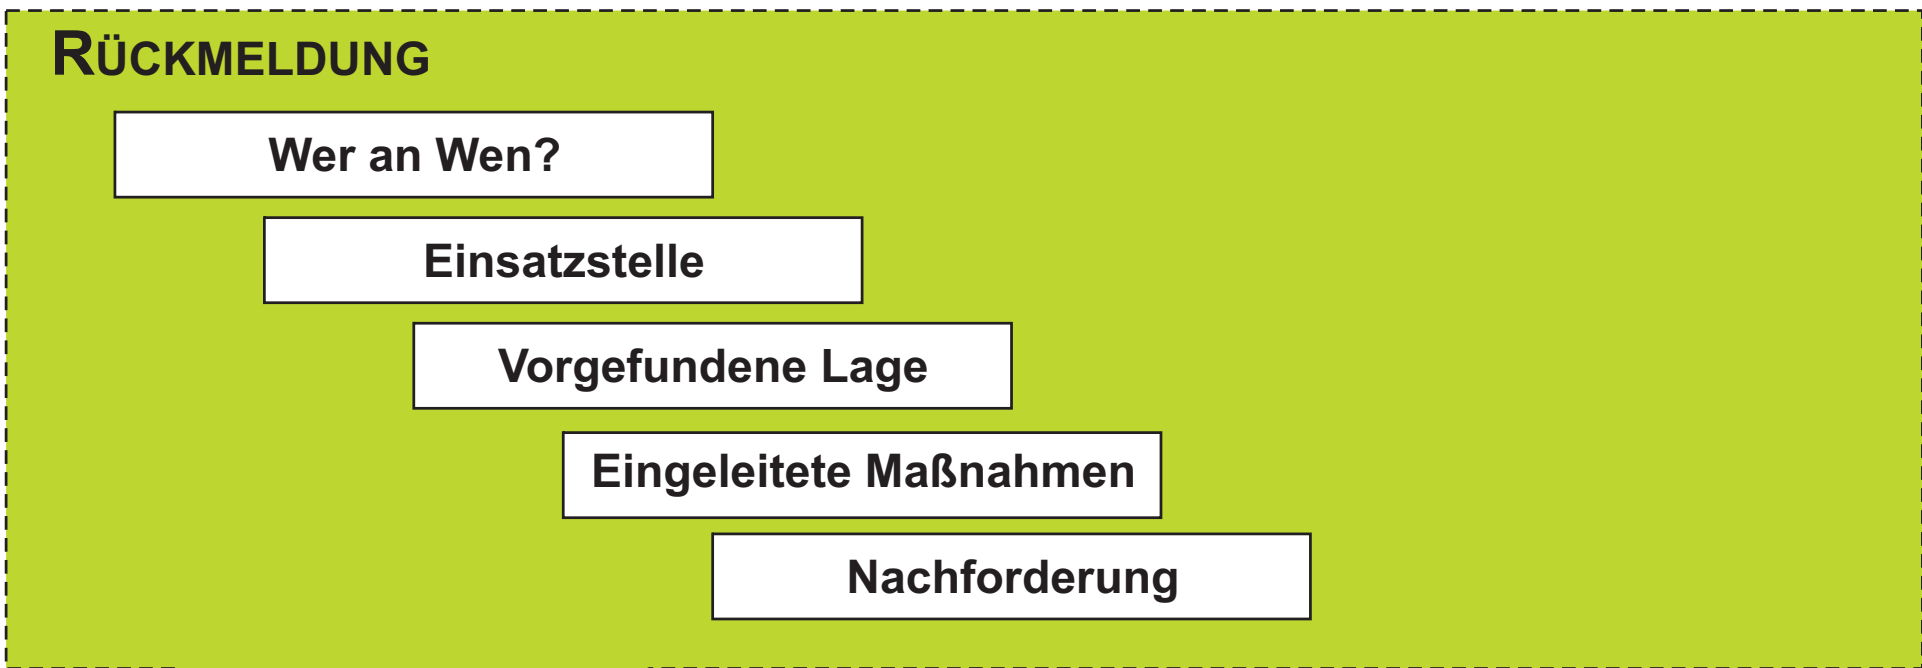 RÜCKMELDUNG
Wer an Wen?
Einsatzstelle
Vorgefundene Lage
Eingeleitete Maßnahmen
Nachforderung